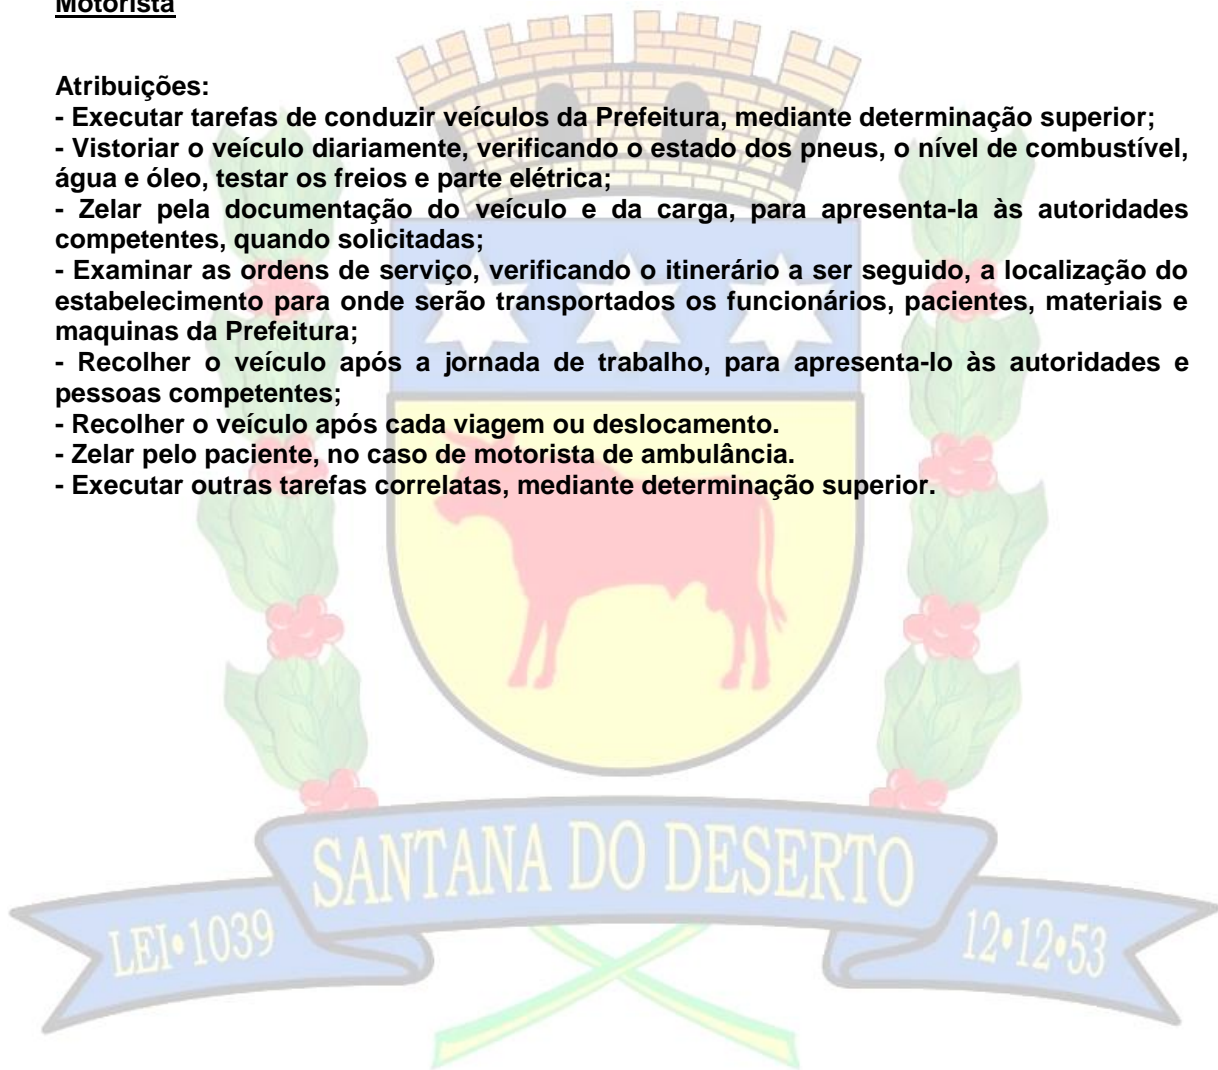 Motorista
Atribuições:
- Executar tarefas de conduzir veículos da Prefeitura, mediante determinação superior;
- Vistoriar o veículo diariamente, verificando o estado dos pneus, o nível de combustível,
água e óleo, testar os freios e parte elétrica;
- Zelar pela documentação do veículo e da carga, para apresenta-la às autoridades
competentes, quando solicitadas;
- Examinar as ordens de serviço, verificando o itinerário a ser seguido, a localização do
estabelecimento para onde serão transportados os funcionários, pacientes, materiais e
maquinas da Prefeitura;
- Recolher o veículo após a jornada de trabalho, para apresenta-lo às autoridades e
pessoas competentes;
- Recolher o veículo após cada viagem ou deslocamento.
- Zelar pelo paciente, no caso de motorista de ambulância.
- Executar outras tarefas correlatas, mediante determinação superior.
SANTANA DO DESERTO
LEI•1039
12•12•53